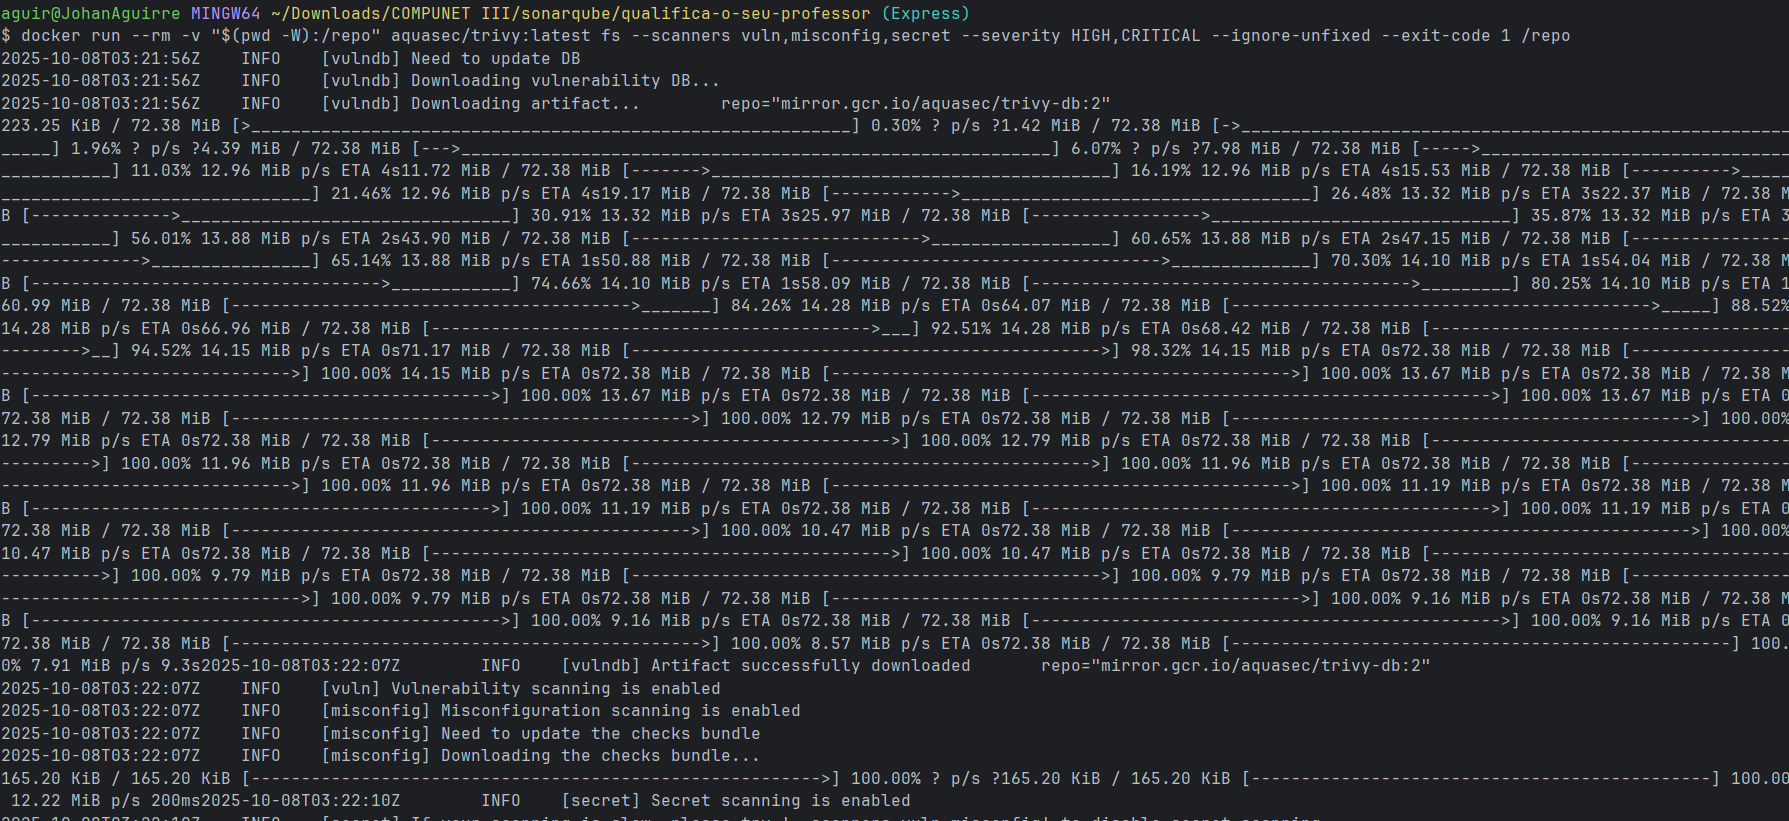 aguir@JohanAguirre MINGW64 ~/Downloads/COMPUNET III/sonarqube/qualifica-o-seu-professor (Express)
$ docker run --rm -v "$(pwd -W):/repo" aquasec/trivy:latest fs --scanners vuln,misconfig,secret --severity HIGH,CRITICAL --ignore-unfixed --exit-code 1 /repo
2025-10-08T03:21:56Z    INFO    [vulndb] Need to update DB
2025-10-08T03:21:56Z    INFO    [vulndb] Downloading vulnerability DB...
2025-10-08T03:21:56Z    INFO    [vulndb] Downloading artifact...        repo="mirror.gcr.io/aquasec/trivy-db:2"
223.25 KiB / 72.38 MiB [>____________________________________________________________] 0.30% ? p/s ?1.42 MiB / 72.38 MiB [->_______________________________________________________
_____] 1.96% ? p/s ?4.39 MiB / 72.38 MiB [--->___________________________________________________________] 6.07% ? p/s ?7.98 MiB / 72.38 MiB [----->_______________________________
___________] 11.03% 12.96 MiB p/s ETA 4s11.72 MiB / 72.38 MiB [------->________________________________________] 16.19% 12.96 MiB p/s ETA 4s15.53 MiB / 72.38 MiB [---------->_____
_______________________________] 21.46% 12.96 MiB p/s ETA 4s19.17 MiB / 72.38 MiB [------------>___________________________________] 26.48% 13.32 MiB p/s ETA 3s22.37 MiB / 72.38 M
B [-------------->_________________________________] 30.91% 13.32 MiB p/s ETA 3s25.97 MiB / 72.38 MiB [----------------->______________________________] 35.87% 13.32 MiB p/s ETA 3
___________] 56.01% 13.88 MiB p/s ETA 2s43.90 MiB / 72.38 MiB [----------------------------->__________________] 60.65% 13.88 MiB p/s ETA 2s47.15 MiB / 72.38 MiB [----------------
-------------->________________] 65.14% 13.88 MiB p/s ETA 1s50.88 MiB / 72.38 MiB [--------------------------------->______________] 70.30% 14.10 MiB p/s ETA 1s54.04 MiB / 72.38 M
B [----------------------------------->____________] 74.66% 14.10 MiB p/s ETA 1s58.09 MiB / 72.38 MiB [-------------------------------------->_________] 80.25% 14.10 MiB p/s ETA 1
60.99 MiB / 72.38 MiB [---------------------------------------->_______] 84.26% 14.28 MiB p/s ETA 0s64.07 MiB / 72.38 MiB [------------------------------------------>_____] 88.52%
14.28 MiB p/s ETA 0s66.96 MiB / 72.38 MiB [-------------------------------------------->___] 92.51% 14.28 MiB p/s ETA 0s68.42 MiB / 72.38 MiB [------------------------------------
-------->__] 94.52% 14.15 MiB p/s ETA 0s71.17 MiB / 72.38 MiB [----------------------------------------------->] 98.32% 14.15 MiB p/s ETA 0s72.38 MiB / 72.38 MiB [----------------
----------------------------->] 100.00% 14.15 MiB p/s ETA 0s72.38 MiB / 72.38 MiB [---------------------------------------------->] 100.00% 13.67 MiB p/s ETA 0s72.38 MiB / 72.38 M
B [---------------------------------------------->] 100.00% 13.67 MiB p/s ETA 0s72.38 MiB / 72.38 MiB [---------------------------------------------->] 100.00% 13.67 MiB p/s ETA 0
72.38 MiB / 72.38 MiB [---------------------------------------------->] 100.00% 12.79 MiB p/s ETA 0s72.38 MiB / 72.38 MiB [---------------------------------------------->] 100.00%
12.79 MiB p/s ETA 0s72.38 MiB / 72.38 MiB [---------------------------------------------->] 100.00% 12.79 MiB p/s ETA 0s72.38 MiB / 72.38 MiB [------------------------------------
--------->] 100.00% 11.96 MiB p/s ETA 0s72.38 MiB / 72.38 MiB [---------------------------------------------->] 100.00% 11.96 MiB p/s ETA 0s72.38 MiB / 72.38 MiB [----------------
----------------------------->] 100.00% 11.96 MiB p/s ETA 0s72.38 MiB / 72.38 MiB [---------------------------------------------->] 100.00% 11.19 MiB p/s ETA 0s72.38 MiB / 72.38 M
B [---------------------------------------------->] 100.00% 11.19 MiB p/s ETA 0s72.38 MiB / 72.38 MiB [---------------------------------------------->] 100.00% 11.19 MiB p/s ETA 0
72.38 MiB / 72.38 MiB [---------------------------------------------->] 100.00% 10.47 MiB p/s ETA 0s72.38 MiB / 72.38 MiB [---------------------------------------------->] 100.00%
10.47 MiB p/s ETA 0s72.38 MiB / 72.38 MiB [---------------------------------------------->] 100.00% 10.47 MiB p/s ETA 0s72.38 MiB / 72.38 MiB [------------------------------------
---------->] 100.00% 9.79 MiB p/s ETA 0s72.38 MiB / 72.38 MiB [----------------------------------------------->] 100.00% 9.79 MiB p/s ETA 0s72.38 MiB / 72.38 MiB [----------------
------------------------------>] 100.00% 9.79 MiB p/s ETA 0s72.38 MiB / 72.38 MiB [----------------------------------------------->] 100.00% 9.16 MiB p/s ETA 0s72.38 MiB / 72.38 M
B [----------------------------------------------->] 100.00% 9.16 MiB p/s ETA 0s72.38 MiB / 72.38 MiB [----------------------------------------------->] 100.00% 9.16 MiB p/s ETA 0
72.38 MiB / 72.38 MiB [----------------------------------------------->] 100.00% 8.57 MiB p/s ETA 0s72.38 MiB / 72.38 MiB [--------------------------------------------------] 100.
0% 7.91 MiB p/s 9.3s2025-10-08T03:22:07Z        INFO    [vulndb] Artifact successfully downloaded       repo="mirror.gcr.io/aquasec/trivy-db:2"
2025-10-08T03:22:07Z    INFO    [vuln] Vulnerability scanning is enabled
2025-10-08T03:22:07Z    INFO    [misconfig] Misconfiguration scanning is enabled
2025-10-08T03:22:07Z    INFO    [misconfig] Need to update the checks bundle
2025-10-08T03:22:07Z    INFO    [misconfig] Downloading the checks bundle...
165.20 KiB / 165.20 KiB [--------------------------------------------------------->] 100.00% ? p/s ?165.20 KiB / 165.20 KiB [----------------------------------------------] 100.00
 12.22 MiB p/s 200ms2025-10-08T03:22:10Z        INFO    [secret] Secret scanning is enabled
2025-10-08T03:22:10Z    INFO    [secret] If your scanning is slow, please try '--scanners vuln,misconfig' to disable secret scanning